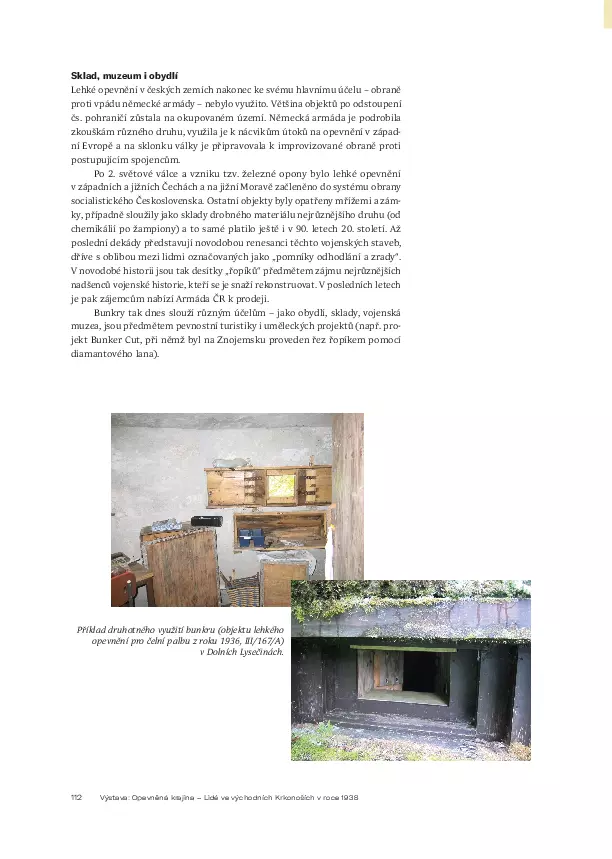 Sklad, muzeum i obydlí
Lehké opevnění v českých zemích nakonec ke svému hlavnímu účelu – obraně
proti vpádu německé armády – nebylo využito. Většina objektů po odstoupení
čs. pohraničí zůstala na okupovaném území. Německá armáda je podrobila
zkouškám různého druhu, využila je k nácvikům útoků na opevnění v západ-
ní Evropě a na sklonku války je připravovala k improvizované obraně proti
postupujícím spojencům.
Po 2. světové válce a vzniku tzv. železné opony bylo lehké opevnění
v západních a jižních Čechách a na jižní Moravě začleněno do systému obrany
socialistického Československa. Ostatní objekty byly opatřeny mřížemi a zám-
ky, případně sloužily jako sklady drobného materiálu nejrůznějšího druhu (od
chemikálií po žampiony) a to samé platilo ještě i v 90. letech 20. století. Až
poslední dekády představují novodobou renesanci těchto vojenských staveb,
dříve s oblibou mezi lidmi označovaných jako „pomníky odhodlání a zrady“.
V novodobé historii jsou tak desítky „řopíků“ předmětem zájmu nejrůznějších
nadšenců vojenské historie, kteří se je snaží rekonstruovat. V posledních letech
je pak zájemcům nabízí Armáda ČR k prodeji.
Bunkry tak dnes slouží různým účelům – jako obydlí, sklady, vojenská
muzea, jsou předmětem pevnostní turistiky i uměleckých projektů (např. pro-
jekt Bunker Cut, při němž byl na Znojemsku proveden řez řopíkem pomocí
diamantového lana).
Příklad druhotného využití bunkru (objektu lehkého
opevnění pro čelní palbu z roku 1936, III/167/A)
v Dolních Lysečinách.
112 Výstava: Opevněná krajina – Lidé ve východních Krkonoších v roce 1938